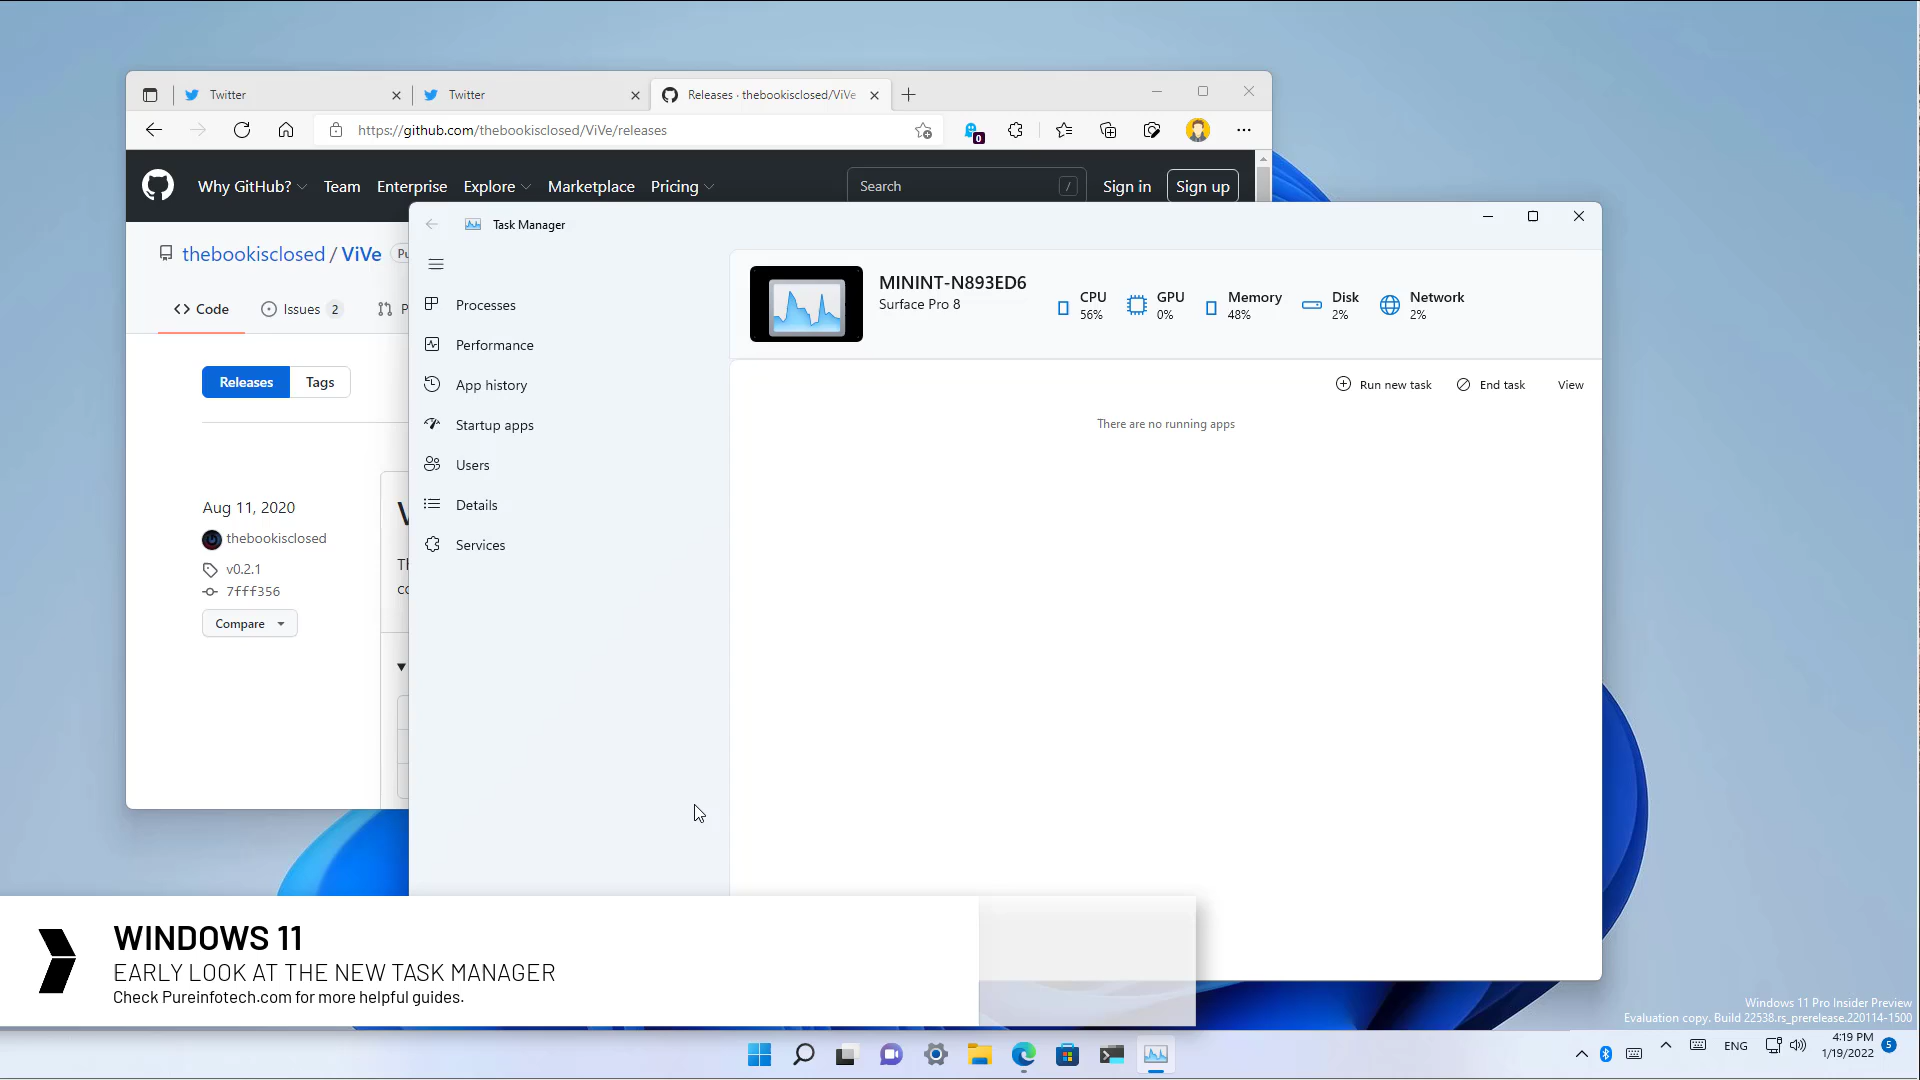 Twitter
Twitter
Releases · thebookisclosed/ViVe
https://github.com/thebookisclosed/ViVe/releases
0
Why GitHub?
Team
Enterprise
Explore
Marketplace
Pricing
Search
/
Sign in
Sign up
thebookisclosed / ViVe
Pu
Code
Issues 2
P
Releases
Tags
Aug 11, 2020
thebookisclosed
v0.2.1
7fff356
Compare
V
Th
co
Task Manager
Processes
Performance
App history
Startup apps
Users
Details
Services
MININT-N893ED6
Surface Pro 8
CPU
56%
GPU
0%
Memory
48%
Disk
2%
Network
2%
Run new task
End task
View
There are no running apps
WINDOWS 11
EARLY LOOK AT THE NEW TASK MANAGER
Check Pureinfotech.com for more helpful guides.
Windows 11 Pro Insider Preview
Evaluation copy. Build 22538.rs_prerelease.220114-1500
ENG
4:19 PM
1/19/2022
5